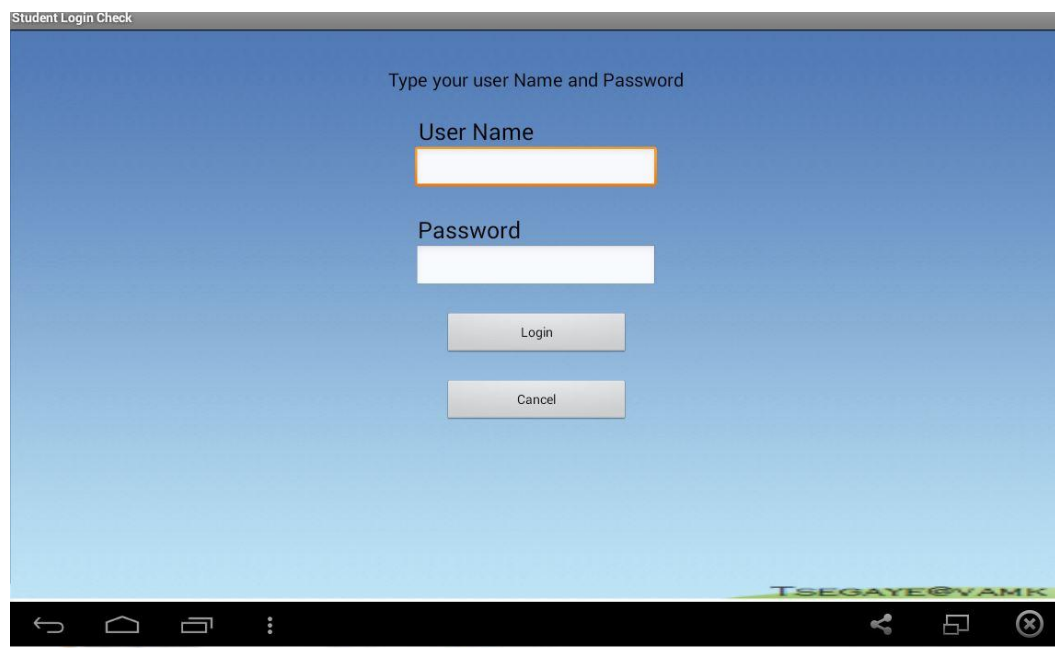 Student Login Check
Type your user Name and Password
User Name
Password
Login
Cancel
TSEGAYE@VAMK